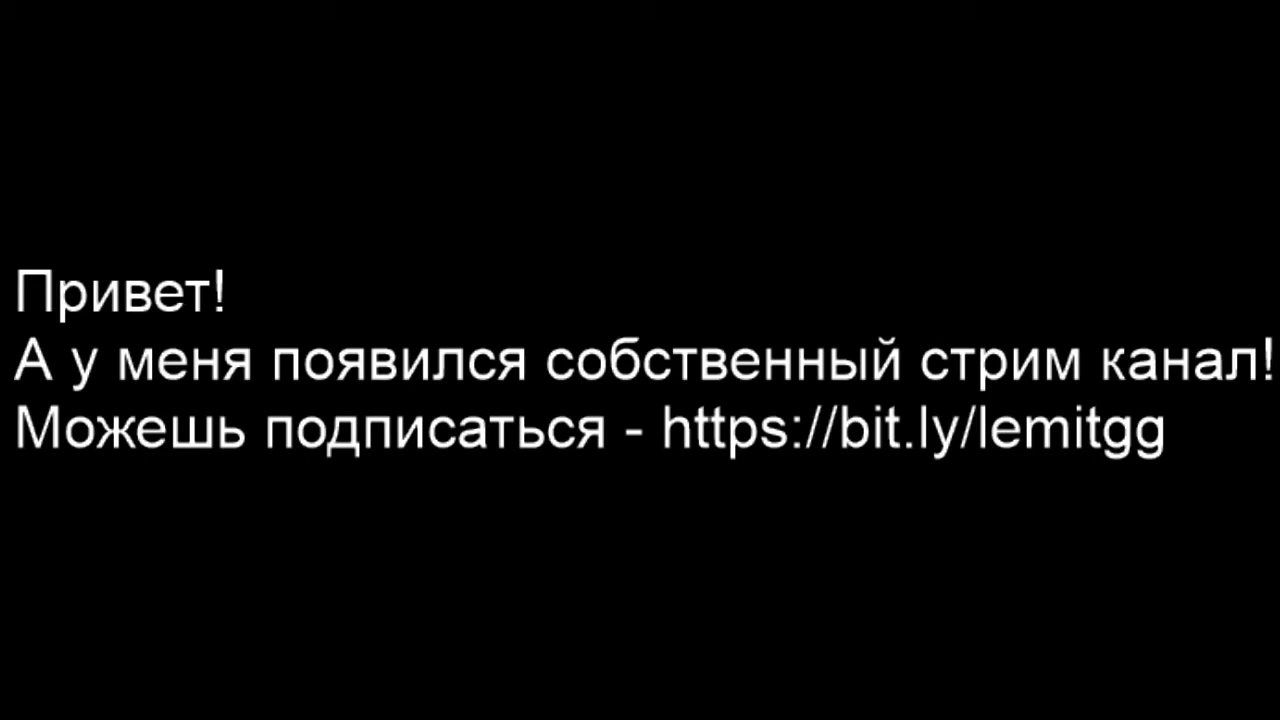 Привет!
А у меня появился собственный стрим канал!
Можешь подписаться - https://bit.ly/lemitgg